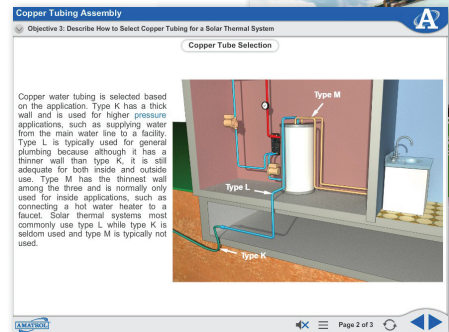 Copper Tubing Assembly
Objective 3: Describe How to Select Copper Tubing for a Solar Thermal System
A
Copper Tube Selection
Copper water tubing is selected based
on the application. Type K has a thick
wall and is used for higher pressure
applications, such as supplying water
from the main water line to a facility.
Type L is typically used for general
plumbing because although it has a
thinner wall than type K, it is still
adequate for both inside and outside
use. Type M has the thinnest wall
among the three and is normally only
used for inside applications, such as
connecting a hot water heater to a
faucet. Solar thermal systems most
commonly use type L while type K is
seldom used and type M is typically not
used.
Type M
Type L
Type K
AMATROL
Page 2 of 3